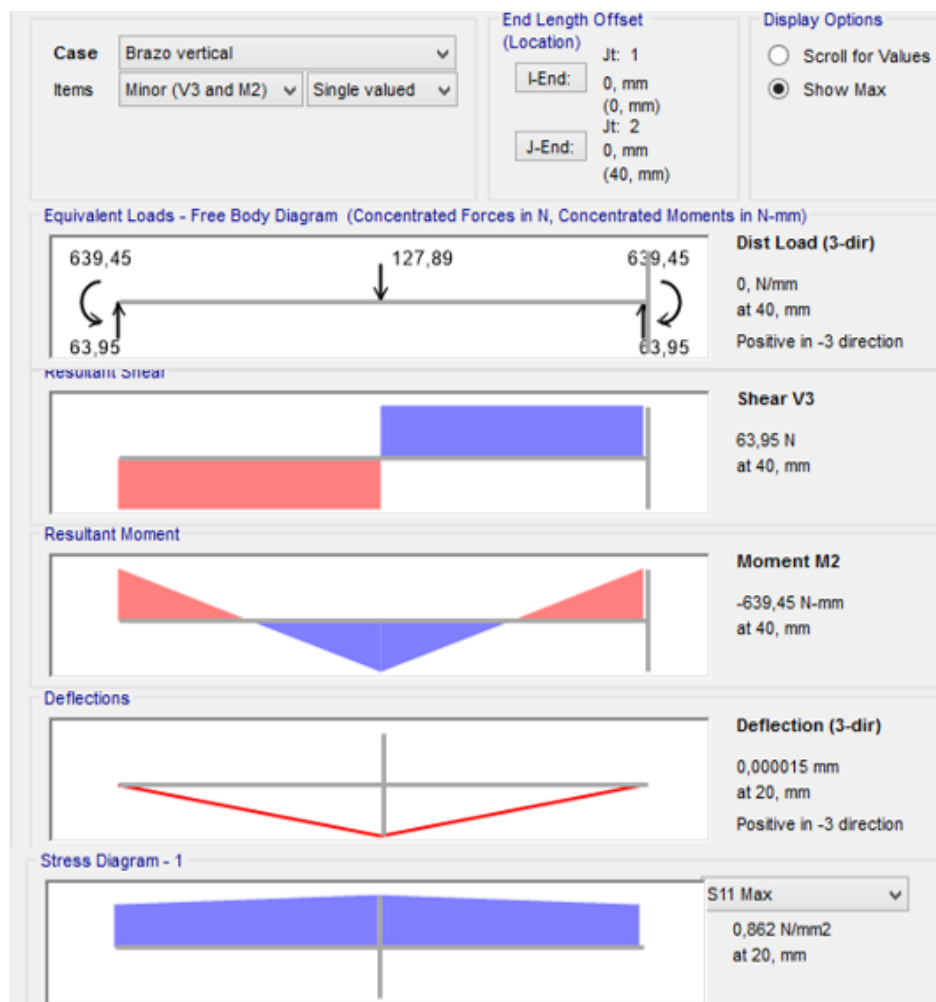 Case Brazo vertical
Items Minor (V3 and M2) Single valued
End Length Offset
(Location)
Jt: 1
I-End: 0, mm
(0, mm)
Jt: 2
J-End: 0, mm
(40, mm)
Display Options
Scroll for Values
Show Max
Equivalent Loads - Free Body Diagram (Concentrated Forces in N, Concentrated Moments in N-mm)
639,45 127,89 639,45
63,95 63,95
Dist Load (3-dir)
0, N/mm
at 40, mm
Positive in -3 direction
Resultant Shear
Shear V3
63,95 N
at 40, mm
Resultant Moment
Moment M2
-639,45 N-mm
at 40, mm
Deflections
Deflection (3-dir)
0,000015 mm
at 20, mm
Positive in -3 direction
Stress Diagram - 1
S11 Max
0,862 N/mm2
at 20, mm